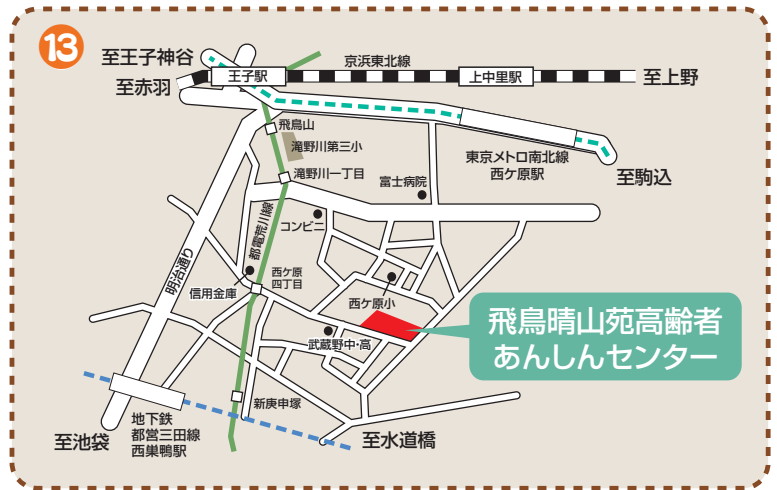 13
至王子神谷
京浜東北線
至赤羽
王子駅
上中里駅
至上野
飛鳥山
滝野川第三小
東京メトロ南北線
西ケ原駅
滝野川一丁目
富士病院
至駒込
コンビニ
都電荒川線
明治通り
西ケ原
四丁目
信用金庫
西ケ原小
飛鳥晴山苑高齢者
あんしんセンター
武蔵野中・高
新庚申塚
地下鉄
都営三田線
西巣鴨駅
至池袋
至水道橋